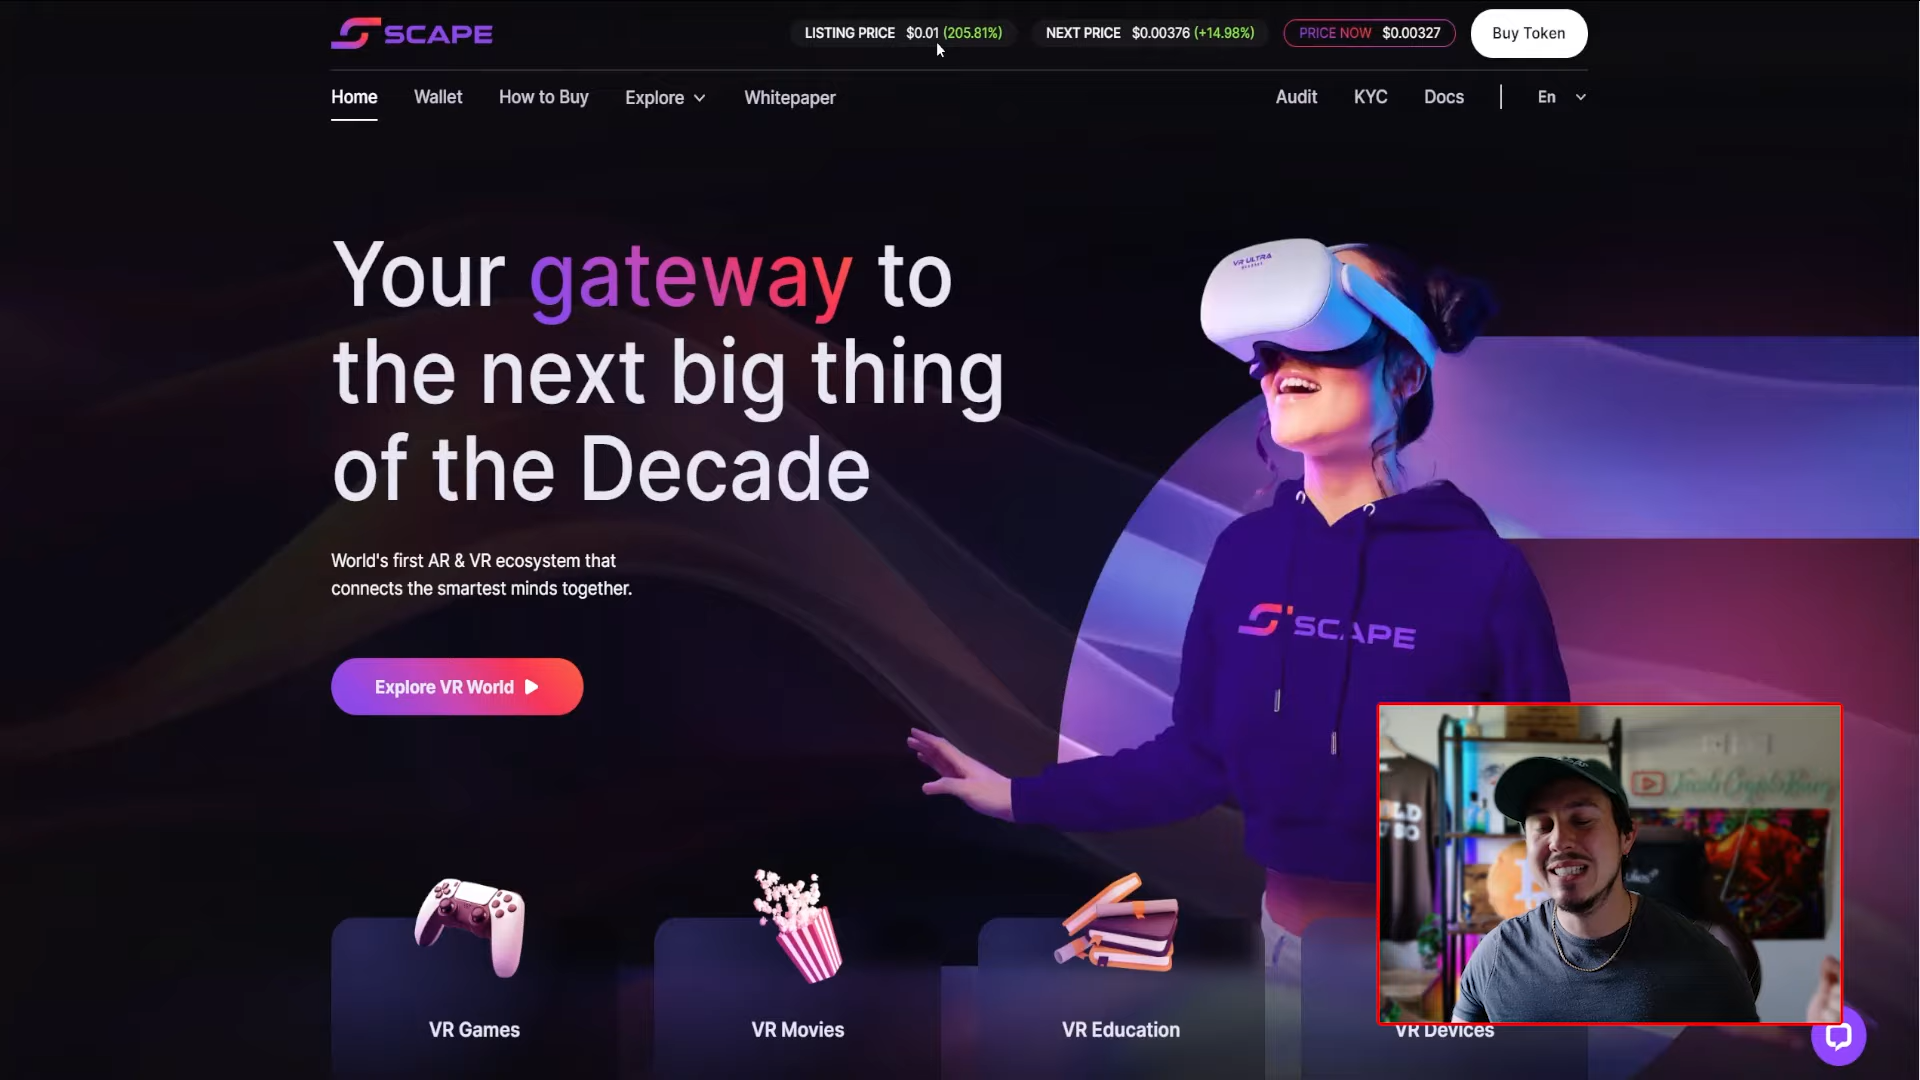 SCAPE
LISTING PRICE $0.01 (205.81%)
NEXT PRICE $0.00376 (+14.98%)
PRICE NOW $0.00327
Buy Token
Home
Wallet
How to Buy
Explore
Whitepaper
Audit
KYC
Docs
En
Your gateway to
the next big thing
of the Decade
World's first AR & VR ecosystem that
connects the smartest minds together.
Explore VR World
VR ULTRA
SCAPE
VR Games
VR Movies
VR Education
VR Devices